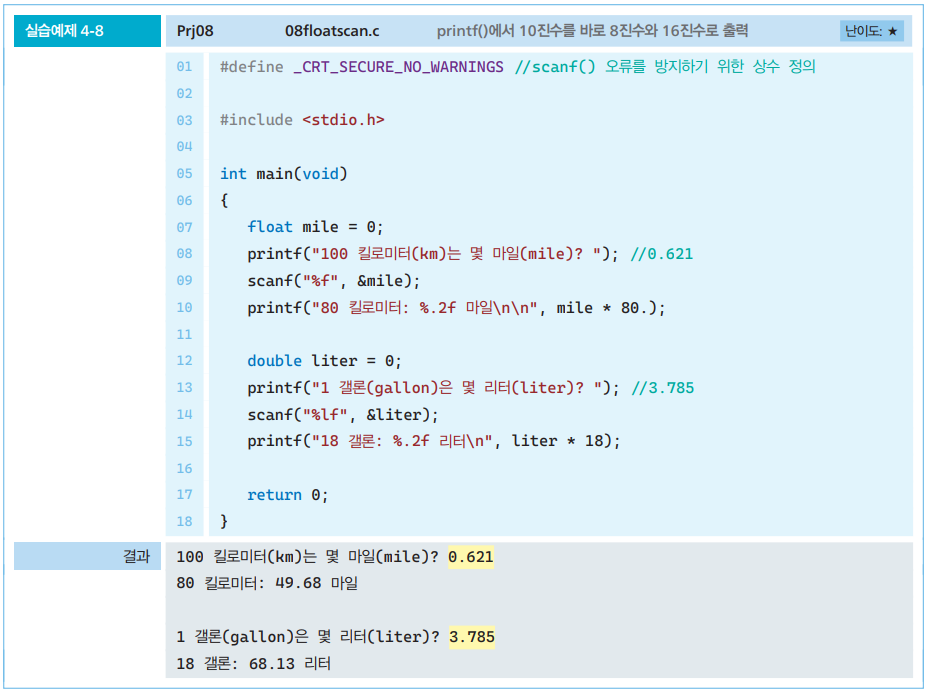 실습예제 4-8 Prj08 08floatscan.c printf()에서 10진수를 바로 8진수와 16진수로 출력 난이도: ★
01 #define _CRT_SECURE_NO_WARNINGS //scanf() 오류를 방지하기 위한 상수 정의
02
03 #include <stdio.h>
04
05 int main(void)
06 {
07 float mile = 0;
08 printf("100 킬로미터(km)는 몇 마일(mile)? "); //0.621
09 scanf("%f", &mile);
10 printf("80 킬로미터: %.2f 마일\n\n", mile * 80.);
11
12 double liter = 0;
13 printf("1 갤론(gallon)은 몇 리터(liter)? "); //3.785
14 scanf("%lf", &liter);
15 printf("18 갤론: %.2f 리터\n", liter * 18);
16
17 return 0;
18 }
결과 100 킬로미터(km)는 몇 마일(mile)? 0.621
80 킬로미터: 49.68 마일
1 갤론(gallon)은 몇 리터(liter)? 3.785
18 갤론: 68.13 리터